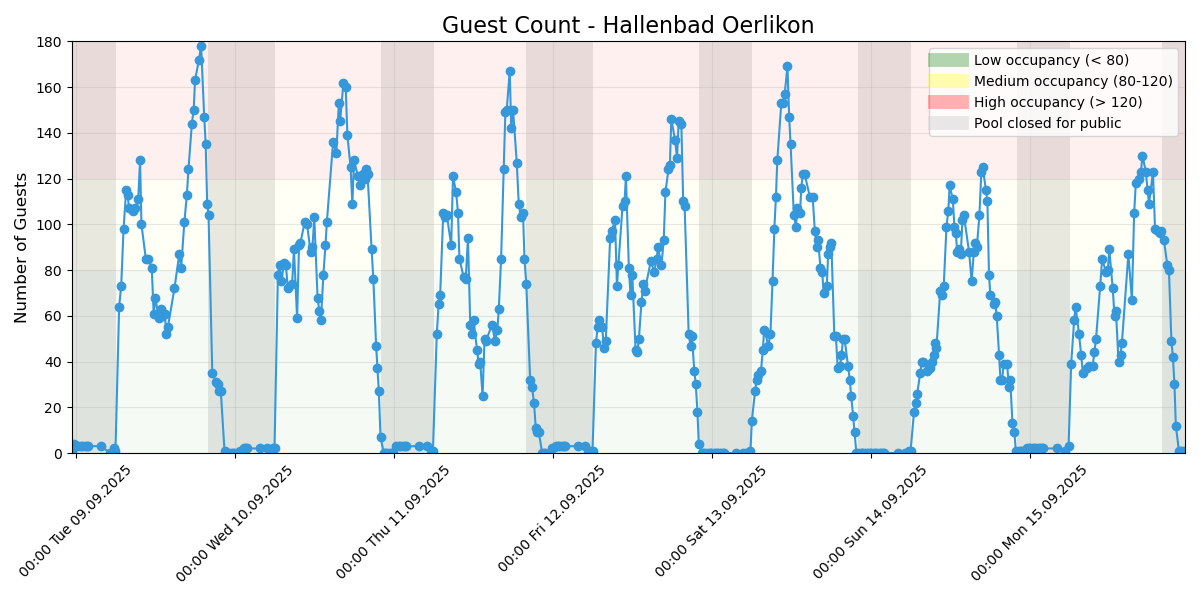 Guest Count - Hallenbad Oerlikon
Number of Guests
180
160
140
120
100
80
60
40
20
0
Low occupancy (< 80)
Medium occupancy (80-120)
High occupancy (> 120)
Pool closed for public
00:00 Tue 09.09.2025
00:00 Wed 10.09.2025
00:00 Thu 11.09.2025
00:00 Fri 12.09.2025
00:00 Sat 13.09.2025
00:00 Sun 14.09.2025
00:00 Mon 15.09.2025